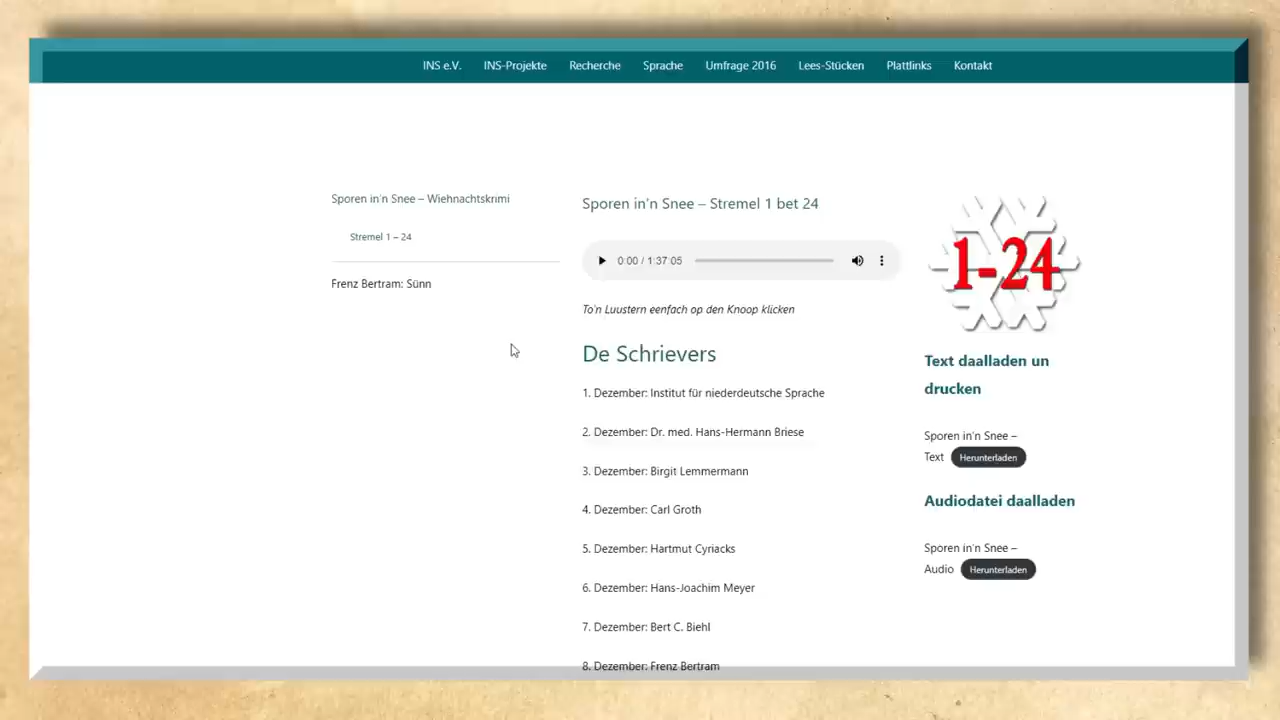 INS e.V. INS-Projekte Recherche Sprache Umfrage 2016 Lees-Stücken Plattlinks Kontakt
Sporen in'n Snee – Wiehnachtskrimi
Stremel 1 – 24
Frenz Bertram: Sünn
Sporen in'n Snee – Stremel 1 bet 24
0:00 / 1:37:05
To'n Luustern eenfach op den Knoop klicken
De Schrievers
1. Dezember: Institut für niederdeutsche Sprache
2. Dezember: Dr. med. Hans-Hermann Briese
3. Dezember: Birgit Lemmermann
4. Dezember: Carl Groth
5. Dezember: Hartmut Cyriacks
6. Dezember: Hans-Joachim Meyer
7. Dezember: Bert C. Biehl
8. Dezember: Frenz Bertram
1-24
Text daalladen un
drucken
Sporen in'n Snee –
Text Herunterladen
Audiodatei daalladen
Sporen in'n Snee –
Audio Herunterladen